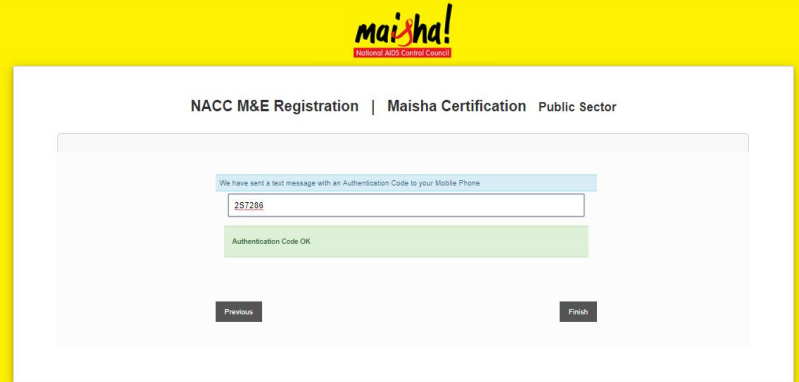 maisha!
National AIDS Control Council
NACC M&E Registration | Maisha Certification Public Sector
We have sent a text message with an Authentication Code to your Mobile Phone
2S7286
Authentication Code OK
Previous
Finish